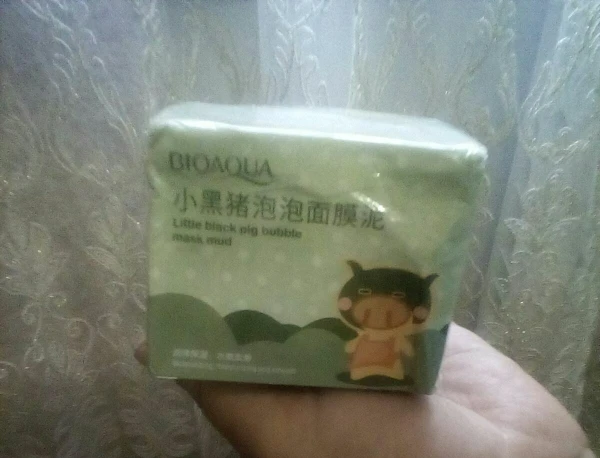 BIOAQUA
小黑猪泡泡面膜泥
Little black pig bubble
mask mud